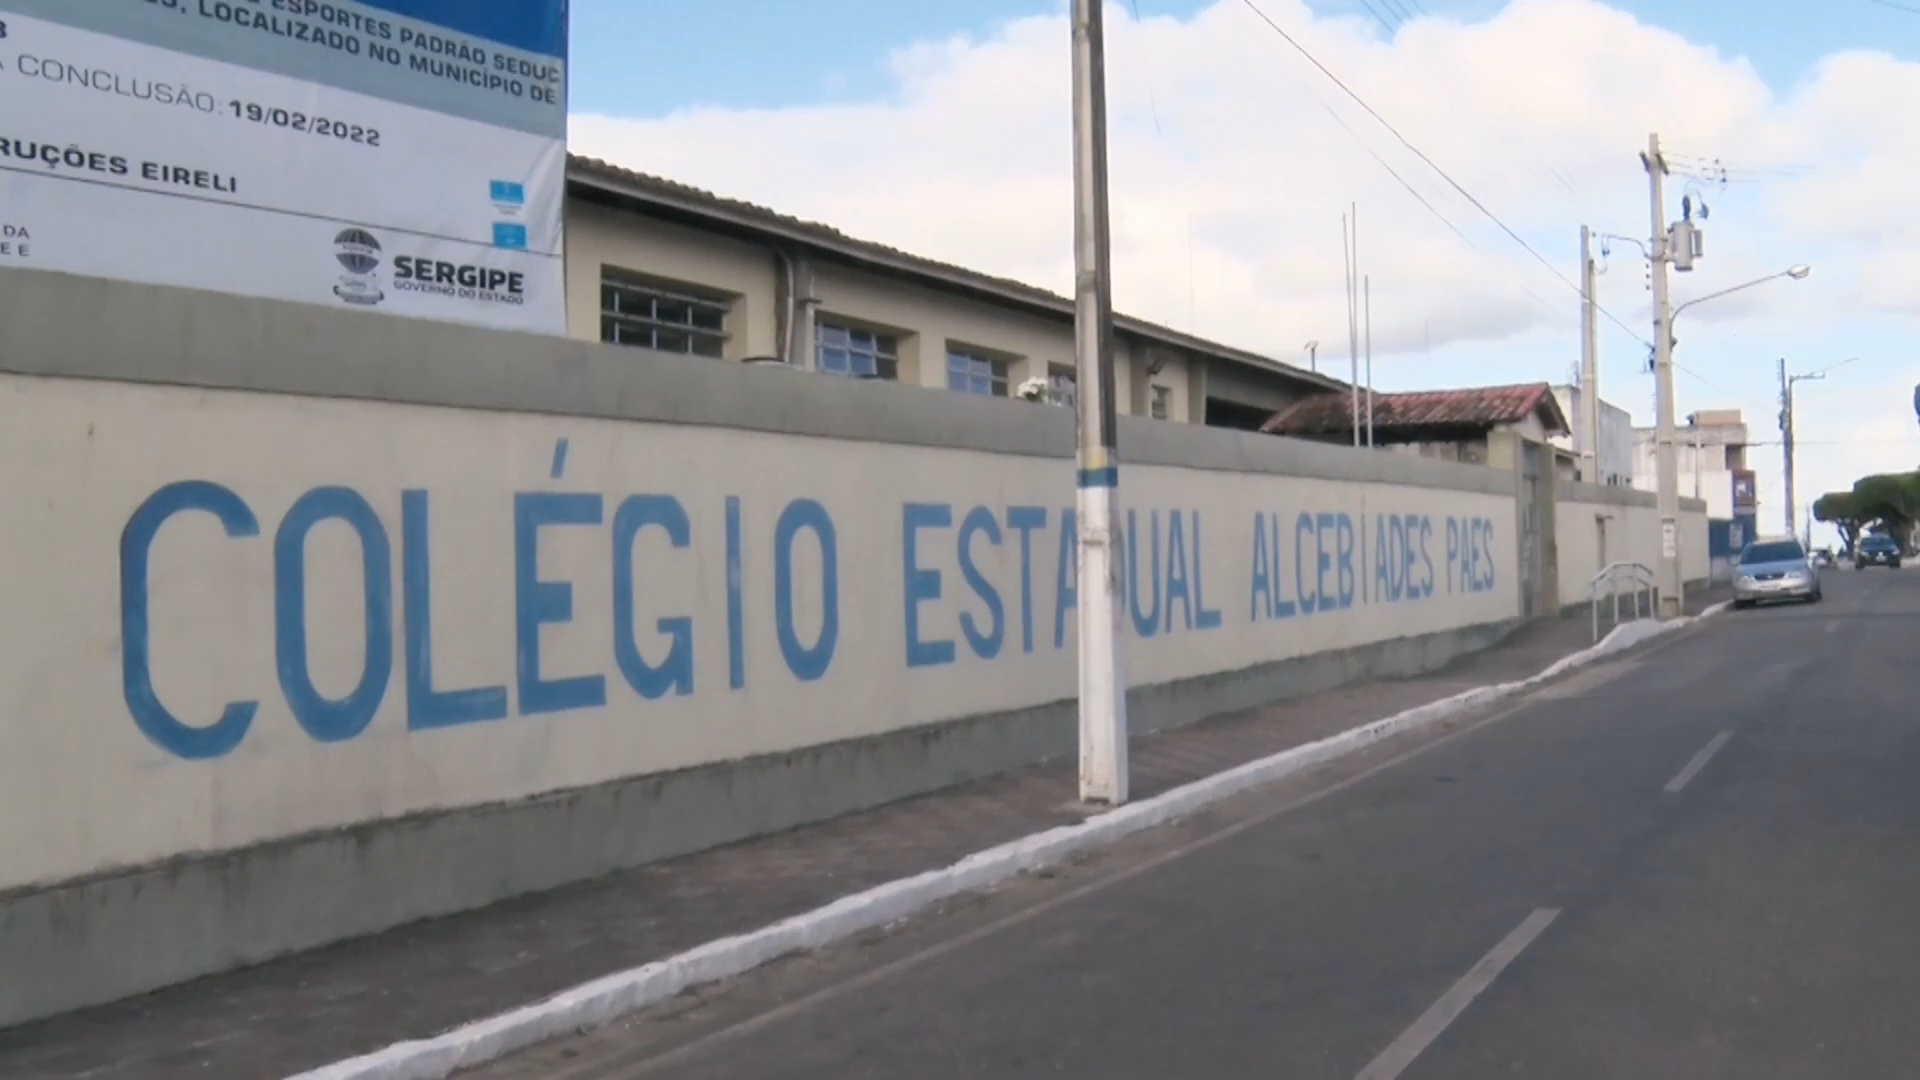 ESPORTES PADRÃO SEDUC
LOCALIZADO NO MUNICÍPIO DE
CONCLUSÃO: 19/02/2022
RUÇÕES EIRELI
DA
E E
SERGIPE
GOVERNO DO ESTADO
COLÉGIO ESTADUAL ALCEBIADES PAES